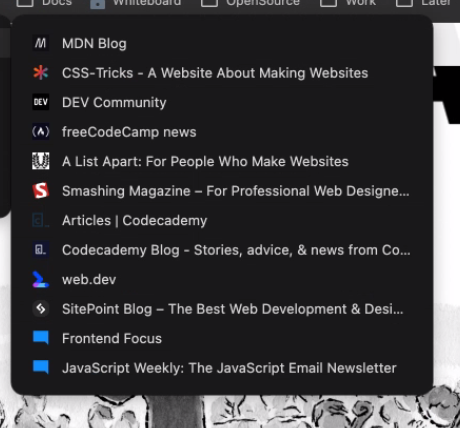 Docs Whiteboard OpenSource Work Later
MDN Blog
CSS-Tricks - A Website About Making Websites
DEV Community
freeCodeCamp news
A List Apart: For People Who Make Websites
Smashing Magazine – For Professional Web Designe...
Articles | Codecademy
Codecademy Blog - Stories, advice, & news from Co...
web.dev
SitePoint Blog – The Best Web Development & Desi...
Frontend Focus
JavaScript Weekly: The JavaScript Email Newsletter